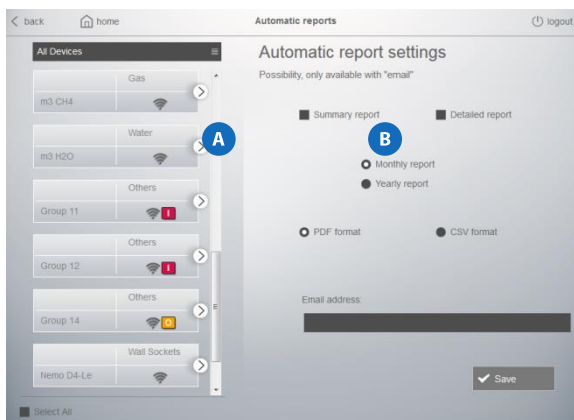 back
home
Automatic reports
logout
All Devices
Gas
m3 CH4
Water
m3 H2O
A
Others
Group 11
I
Others
Group 12
I
Others
Group 14
O
Wall Sockets
Nemo D4-Le
Select All
Automatic report settings
Possibility, only available with "email"
Summary report
Detailed report
B
Monthly report
Yearly report
PDF format
CSV format
Email address:
Save